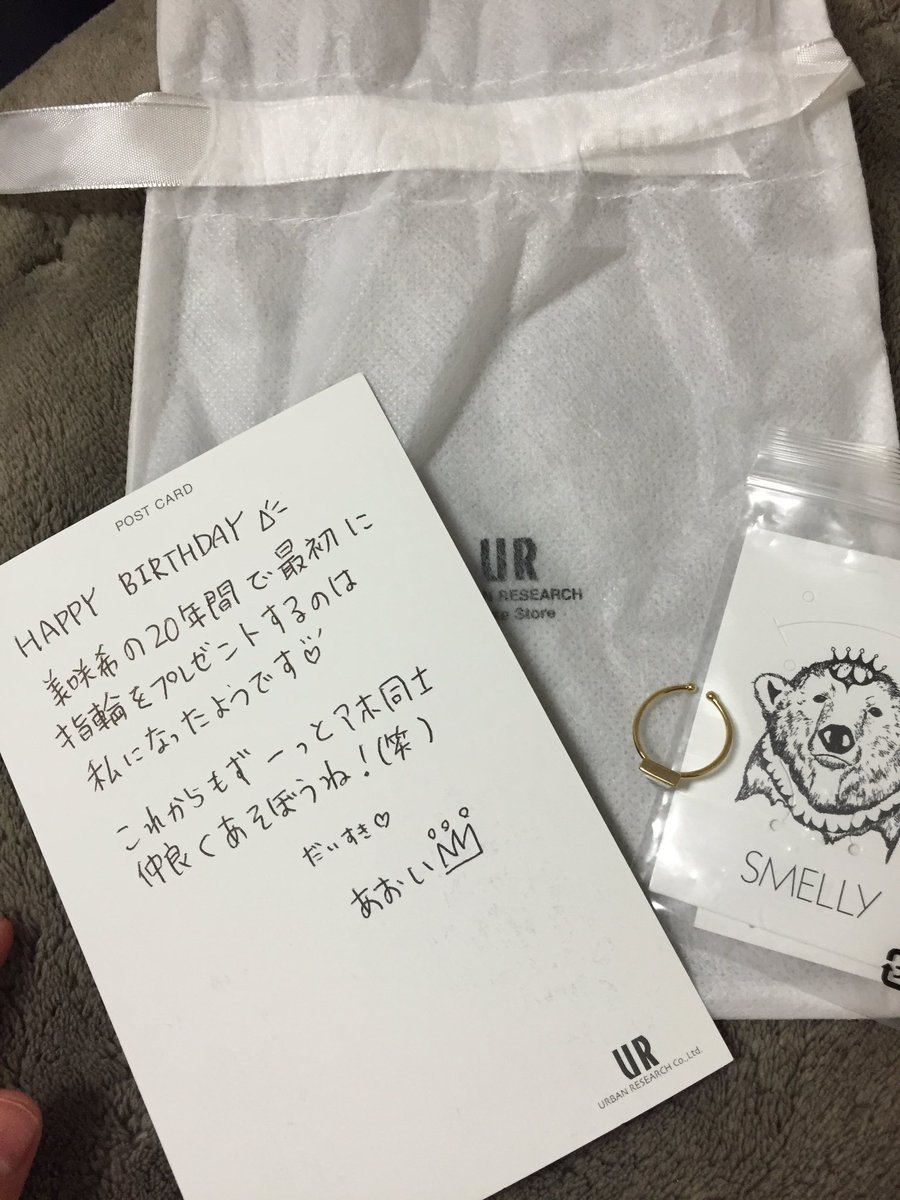 POST CARD
HAPPY BIRTHDAY
美咲希の20年間で最初に
指輪をプレゼントするのは
私になったようです♡
これからもずーっとアホ同士
仲良くあそぼうね！(笑)
だいすき♡
あおい
UR
URBAN RESEARCH Co.,Ltd.
UR
RESEARCH
Store
SMELLY